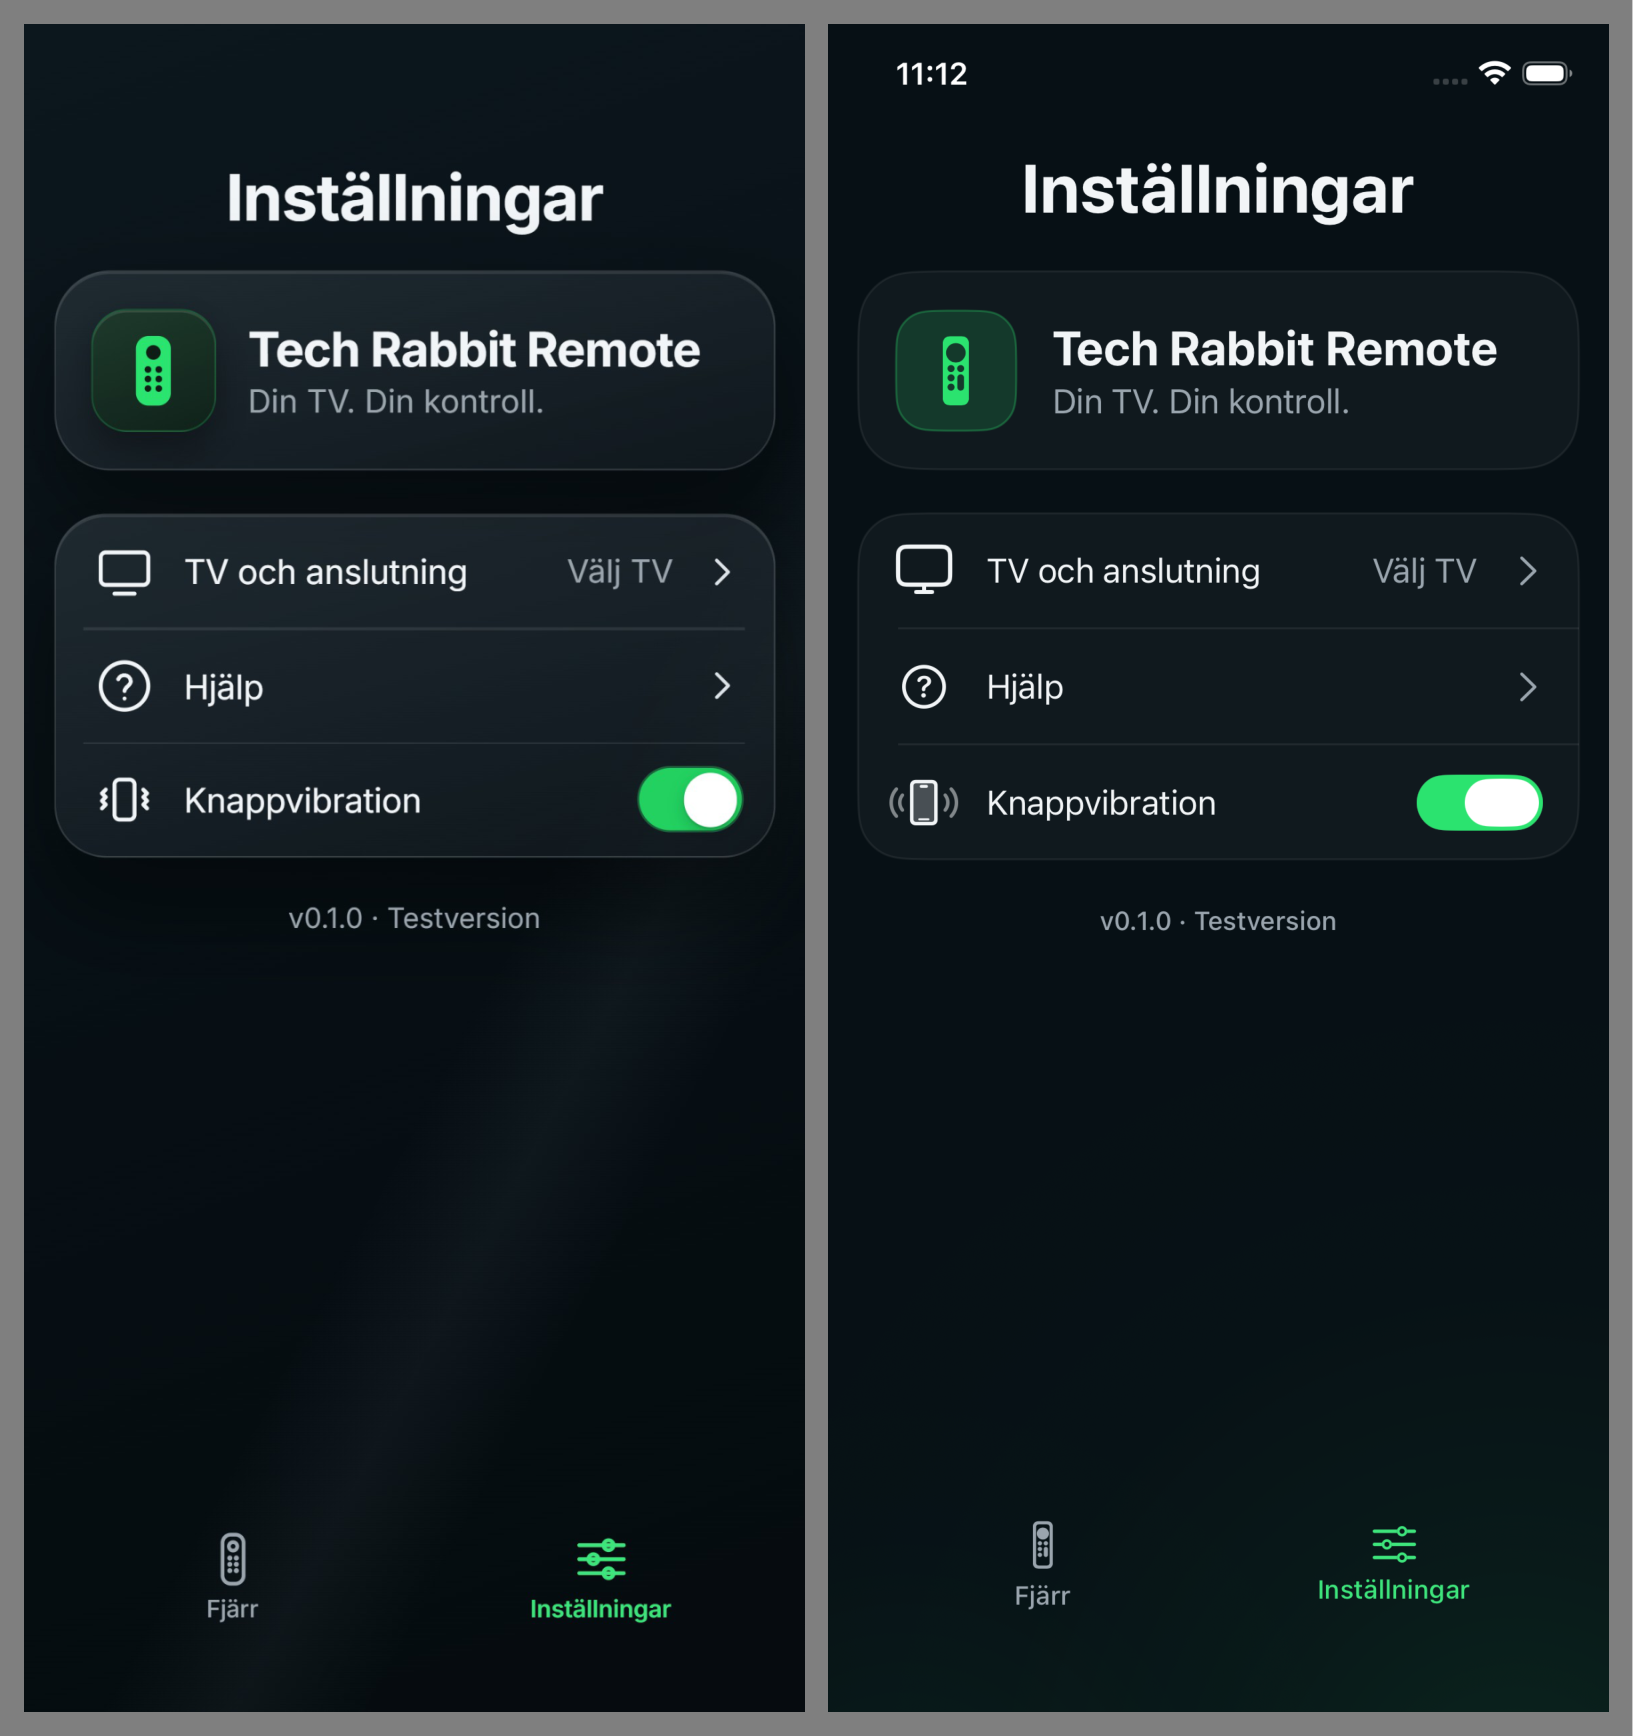 Inställningar
Tech Rabbit Remote
Din TV. Din kontroll.
TV och anslutning Välj TV
Hjälp
Knappvibration
v0.1.0 · Testversion
Fjärr Inställningar
11:12
Inställningar
Tech Rabbit Remote
Din TV. Din kontroll.
TV och anslutning Välj TV
Hjälp
Knappvibration
v0.1.0 · Testversion
Fjärr Inställningar